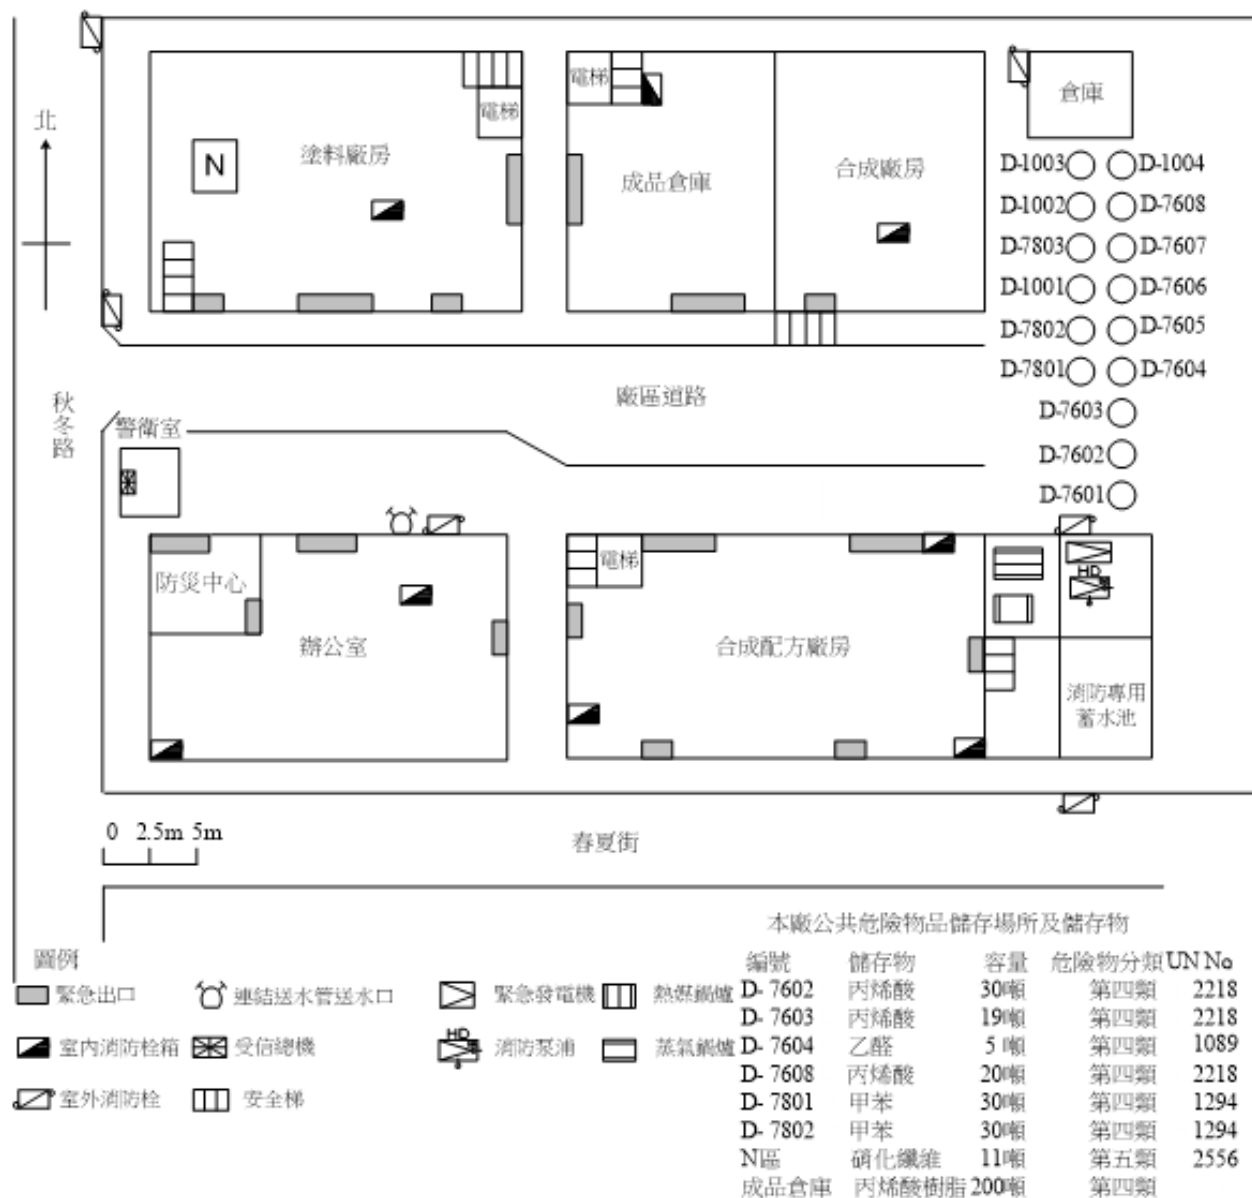 北
電梯
塗料廠房
N
電梯
成品倉庫
合成廠房
倉庫
D-1003 D-1004
D-1002 D-7608
D-7803 D-7607
D-1001 D-7606
D-7802 D-7605
D-7801 D-7604
D-7603
D-7602
D-7601
廠區道路
秋冬路
警衛室
防災中心
辦公室
電梯
合成配方廠房
HD
消防專用
蓄水池
0 2.5m 5m
春夏街
圖例
緊急出口 連結送水管送水口 緊急發電機 熱媒鍋爐
室內消防栓箱 受信總機 HD 消防泵浦 蒸氣鍋爐
室外消防栓 安全梯
本廠公共危險物品儲存場所及儲存物
編號 儲存物 容量 危險物分類 UN No
D- 7602 丙烯酸 30噸 第四類 2218
D- 7603 丙烯酸 19噸 第四類 2218
D- 7604 乙醛 5 噸 第四類 1089
D- 7608 丙烯酸 20噸 第四類 2218
D- 7801 甲苯 30噸 第四類 1294
D- 7802 甲苯 30噸 第四類 1294
N區 硝化纖維 11噸 第五類 2556
成品倉庫 丙烯酸樹脂 200噸 第四類